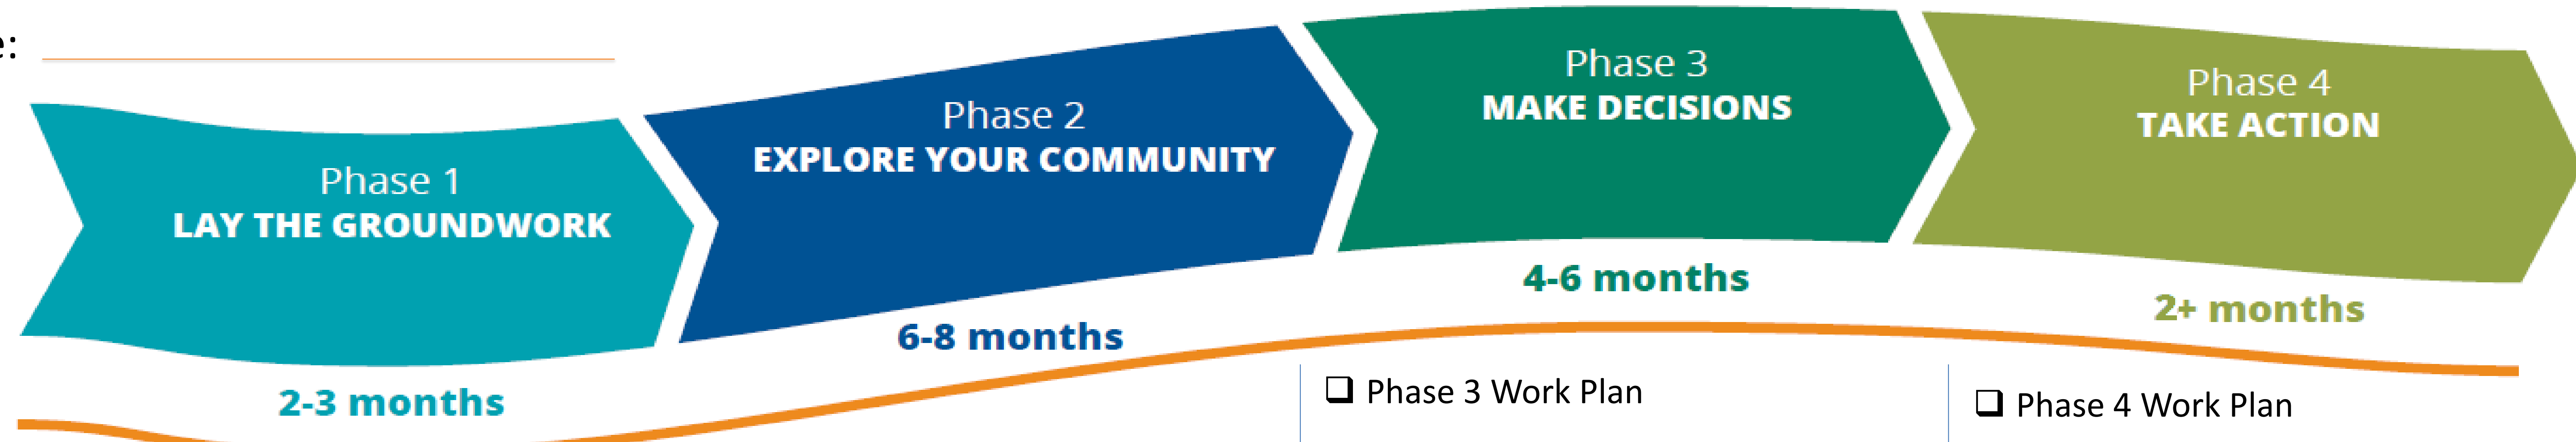 e:
Phase 1
LAY THE GROUNDWORK
2-3 months
Phase 2
EXPLORE YOUR COMMUNITY
6-8 months
Phase 3
MAKE DECISIONS
4-6 months
Phase 4
TAKE ACTION
2+ months
❑ Phase 3 Work Plan
❑ Phase 4 Work Plan